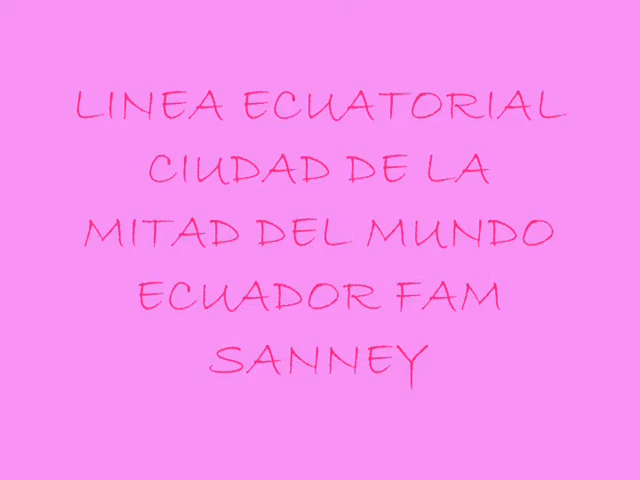 LINEA ECUATORIAL
CIUDAD DE LA
MITAD DEL MUNDO
ECUADOR FAM
SANNEY